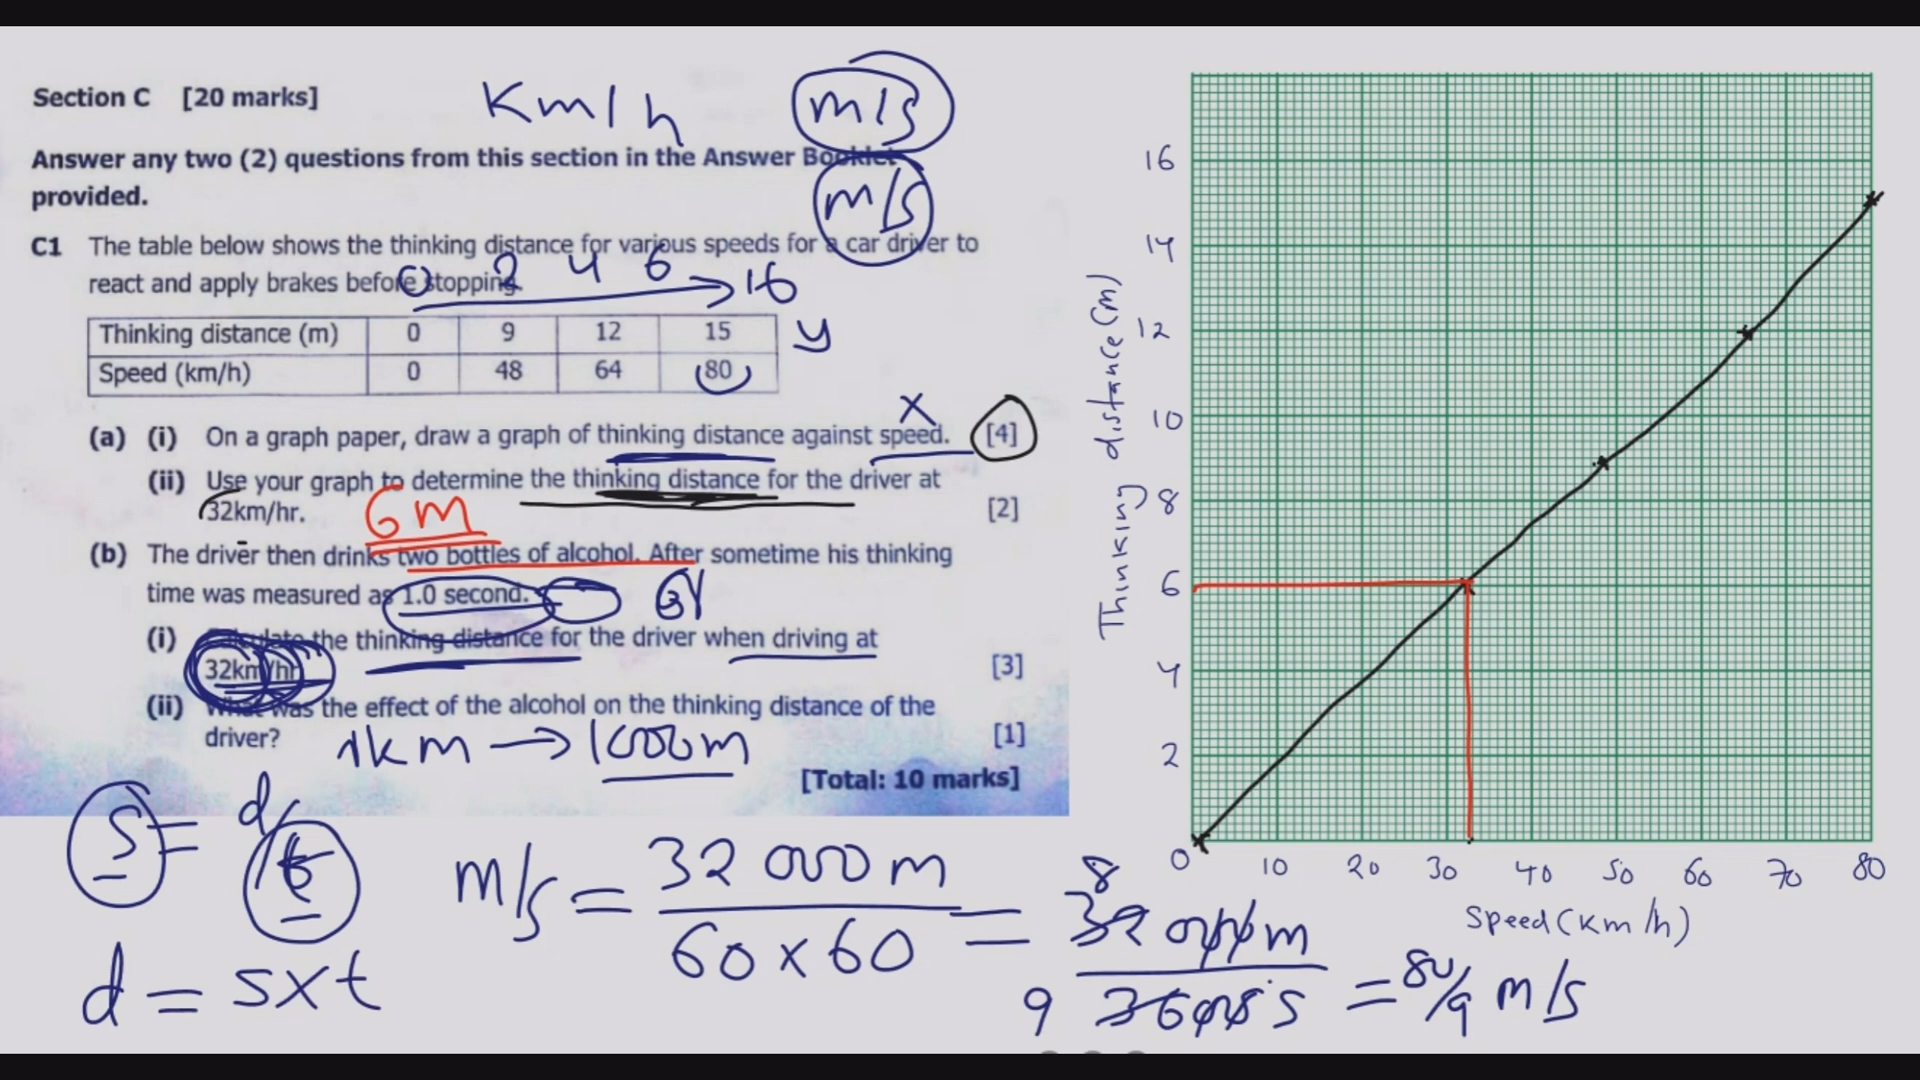 Section C [20 marks]
Km/h
m/s
Answer any two (2) questions from this section in the Answer Booklet
provided.
m/s
C1 The table below shows the thinking distance for various speeds for a car driver to
react and apply brakes before stopping.
0 2 4 6 → 16
Thinking distance (m) 0 9 12 15 y
Speed (km/h) 0 48 64 80
x
(a) (i) On a graph paper, draw a graph of thinking distance against speed. [4]
(ii) Use your graph to determine the thinking distance for the driver at
32km/hr. [2]
6m
(b) The driver then drinks two bottles of alcohol. After sometime his thinking
time was measured as 1.0 second.
(i) Calculate the thinking distance for the driver when driving at
32km/hr. [3]
(ii) What was the effect of the alcohol on the thinking distance of the
driver? [1]
1km → 1000m
[Total: 10 marks]
S = d/t
d = s x t
m/s = 32 000 m / 60 x 60 = 32 000 m / 3600 s = 80/9 m/s
8
9
Thinking distance (m)
16
14
12
10
8
6
4
2
0 10 20 30 40 50 60 70 80
Speed (Km/h)